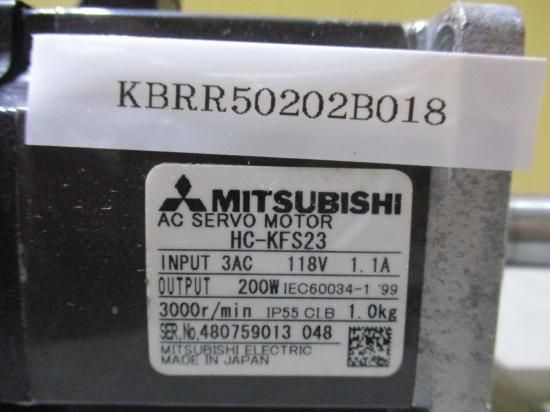 KBRR50202B018
MITSUBISHI
AC SERVO MOTOR
HC-KFS23
INPUT 3AC 118V 1.1A
OUTPUT 200W IEC60034-1 '99
3000r/min IP55 CI.B 1.0kg
SER.No.480759013 048
MITSUBISHI ELECTRIC
MADE IN JAPAN